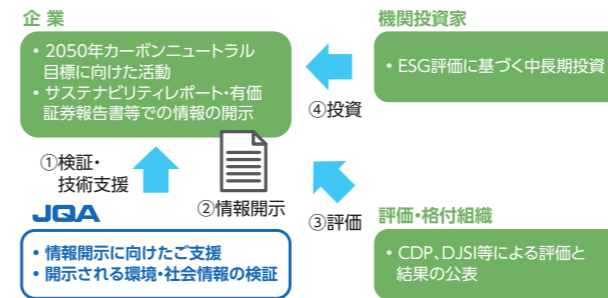 企業
• 2050年カーボンニュートラル
目標に向けた活動
• サステナビリティレポート・有価
証券報告書等での情報の開示
機関投資家
• ESG評価に基づく中長期投資
④投資
①検証・
技術支援
②情報開示
③評価
JQA
• 情報開示に向けたご支援
• 開示される環境・社会情報の検証
評価・格付組織
• CDP、DJSI等による評価と
結果の公表